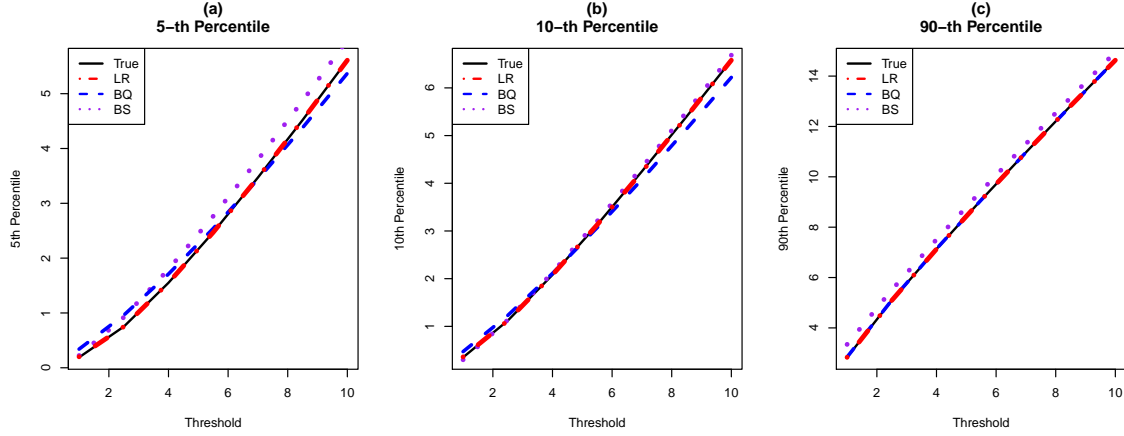 (a)
5−th Percentile
True
LR
BQ
BS
5th Percentile
0
1
2
3
4
5
2
4
6
8
10
Threshold
(b)
10−th Percentile
True
LR
BQ
BS
10th Percentile
1
2
3
4
5
6
2
4
6
8
10
Threshold
(c)
90−th Percentile
True
LR
BQ
BS
90th Percentile
4
6
8
10
12
14
2
4
6
8
10
Threshold